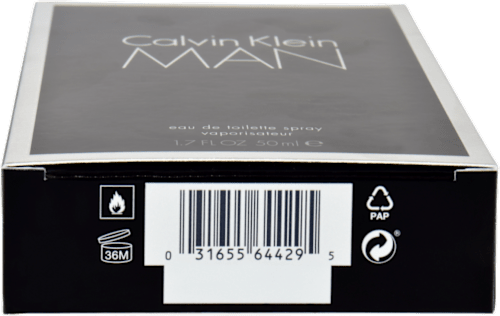 Calvin Klein
MAN
eau de toilette spray
vaporisateur
1.7 FL OZ 50 ml ℮
36M
0 31655 64429 5
PAP
®